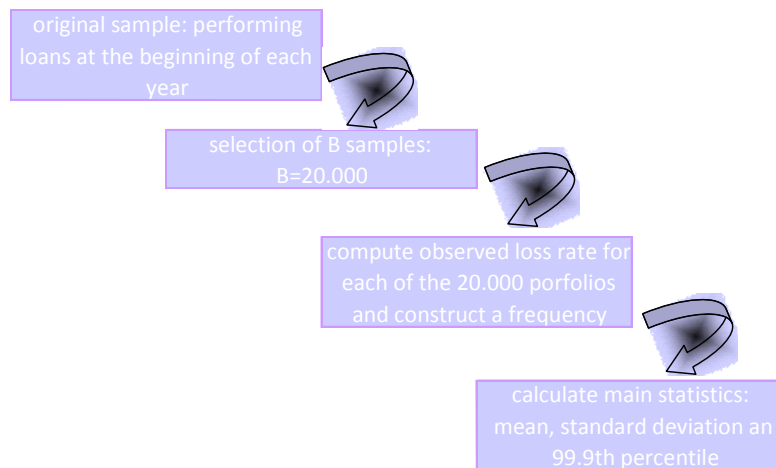 original sample: performing
loans at the beginning of each
year
selection of B samples:
B=20.000
compute observed loss rate for
each of the 20.000 porfolios
and construct a frequency
calculate main statistics:
mean, standard deviation an
99.9th percentile